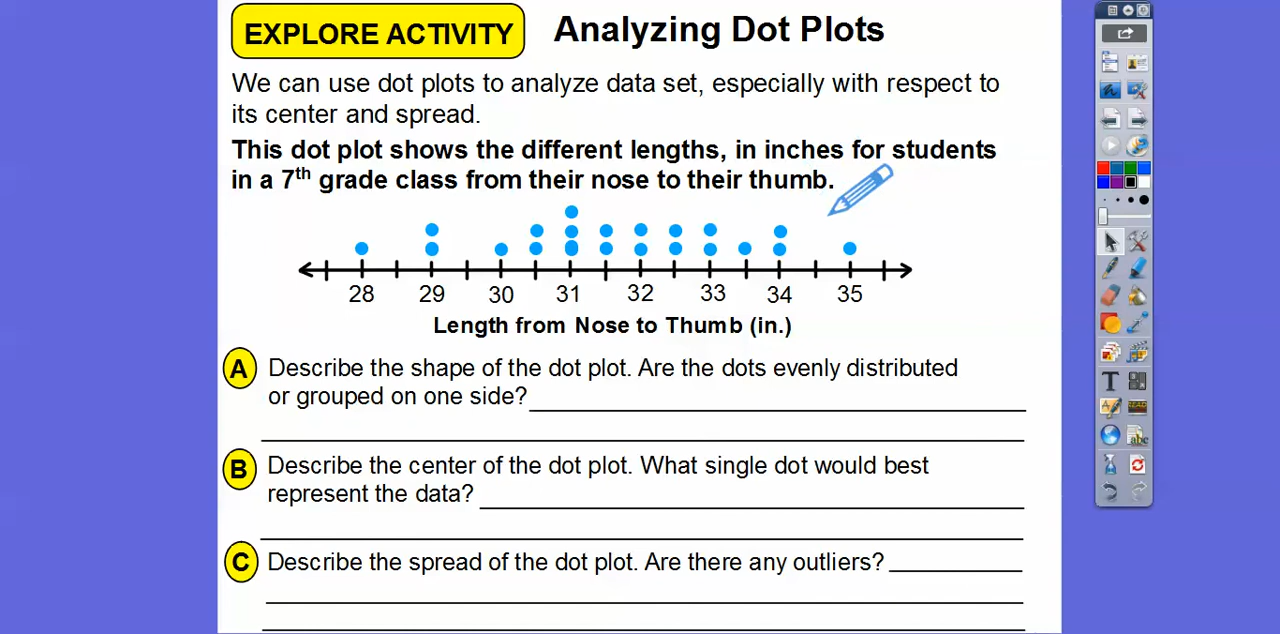 EXPLORE ACTIVITY Analyzing Dot Plots
We can use dot plots to analyze data set, especially with respect to
its center and spread.
This dot plot shows the different lengths, in inches for students
in a 7th grade class from their nose to their thumb.
28 29 30 31 32 33 34 35
Length from Nose to Thumb (in.)
A Describe the shape of the dot plot. Are the dots evenly distributed
or grouped on one side?
B Describe the center of the dot plot. What single dot would best
represent the data?
C Describe the spread of the dot plot. Are there any outliers?
T
abc